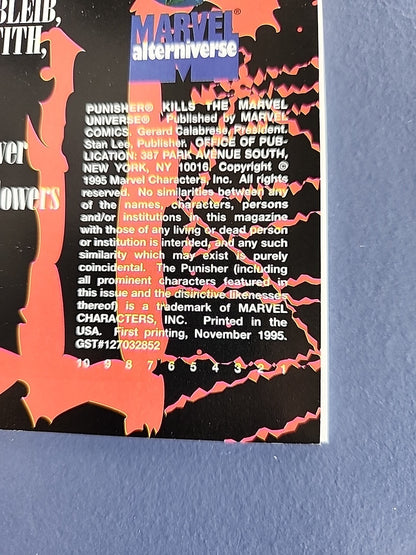 BLEIB,
ITH,
MARVEL®
alterniverse
M
ver
lowers
PUNISHER® KILLS THE MARVEL
UNIVERSE® Published by MARVEL
COMICS. Gerard Calabrese, President.
Stan Lee, Publisher. OFFICE OF PUB-
LICATION: 387 PARK AVENUE SOUTH,
NEW YORK, NY 10016. Copyright ©
1995 Marvel Characters, Inc. All rights
reserved. No similarities between any
of the names, characters, persons
and/or institutions in this magazine
with those of any living or dead person
or institution is intended, and any such
similarity which may exist is purely
coincidental. The Punisher (including
all prominent characters featured in
this issue and the disinctive likenesses
thereof) is a trademark of MARVEL
CHARACTERS, INC. Printed in the
USA. First printing, November 1995.
GST#127032852
10 9 8 7 6 5 4 3 2 1